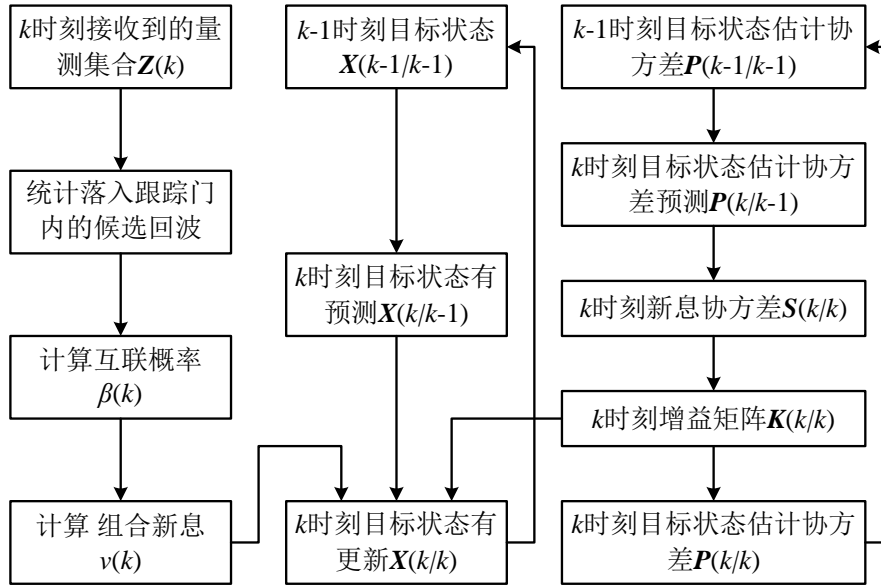 k时刻接收到的量
测集合Z(k)
统计落入跟踪门
内的候选回波
计算互联概率
β(k)
计算 组合新息
v(k)
k-1时刻目标状态
X(k-1/k-1)
k时刻目标状态有
预测X(k/k-1)
k时刻目标状态有
更新X(k/k)
k-1时刻目标状态估计协
方差P(k-1/k-1)
k时刻目标状态估计协方
差预测P(k/k-1)
k时刻新息协方差S(k/k)
k时刻增益矩阵K(k/k)
k时刻目标状态估计协方
差P(k/k)